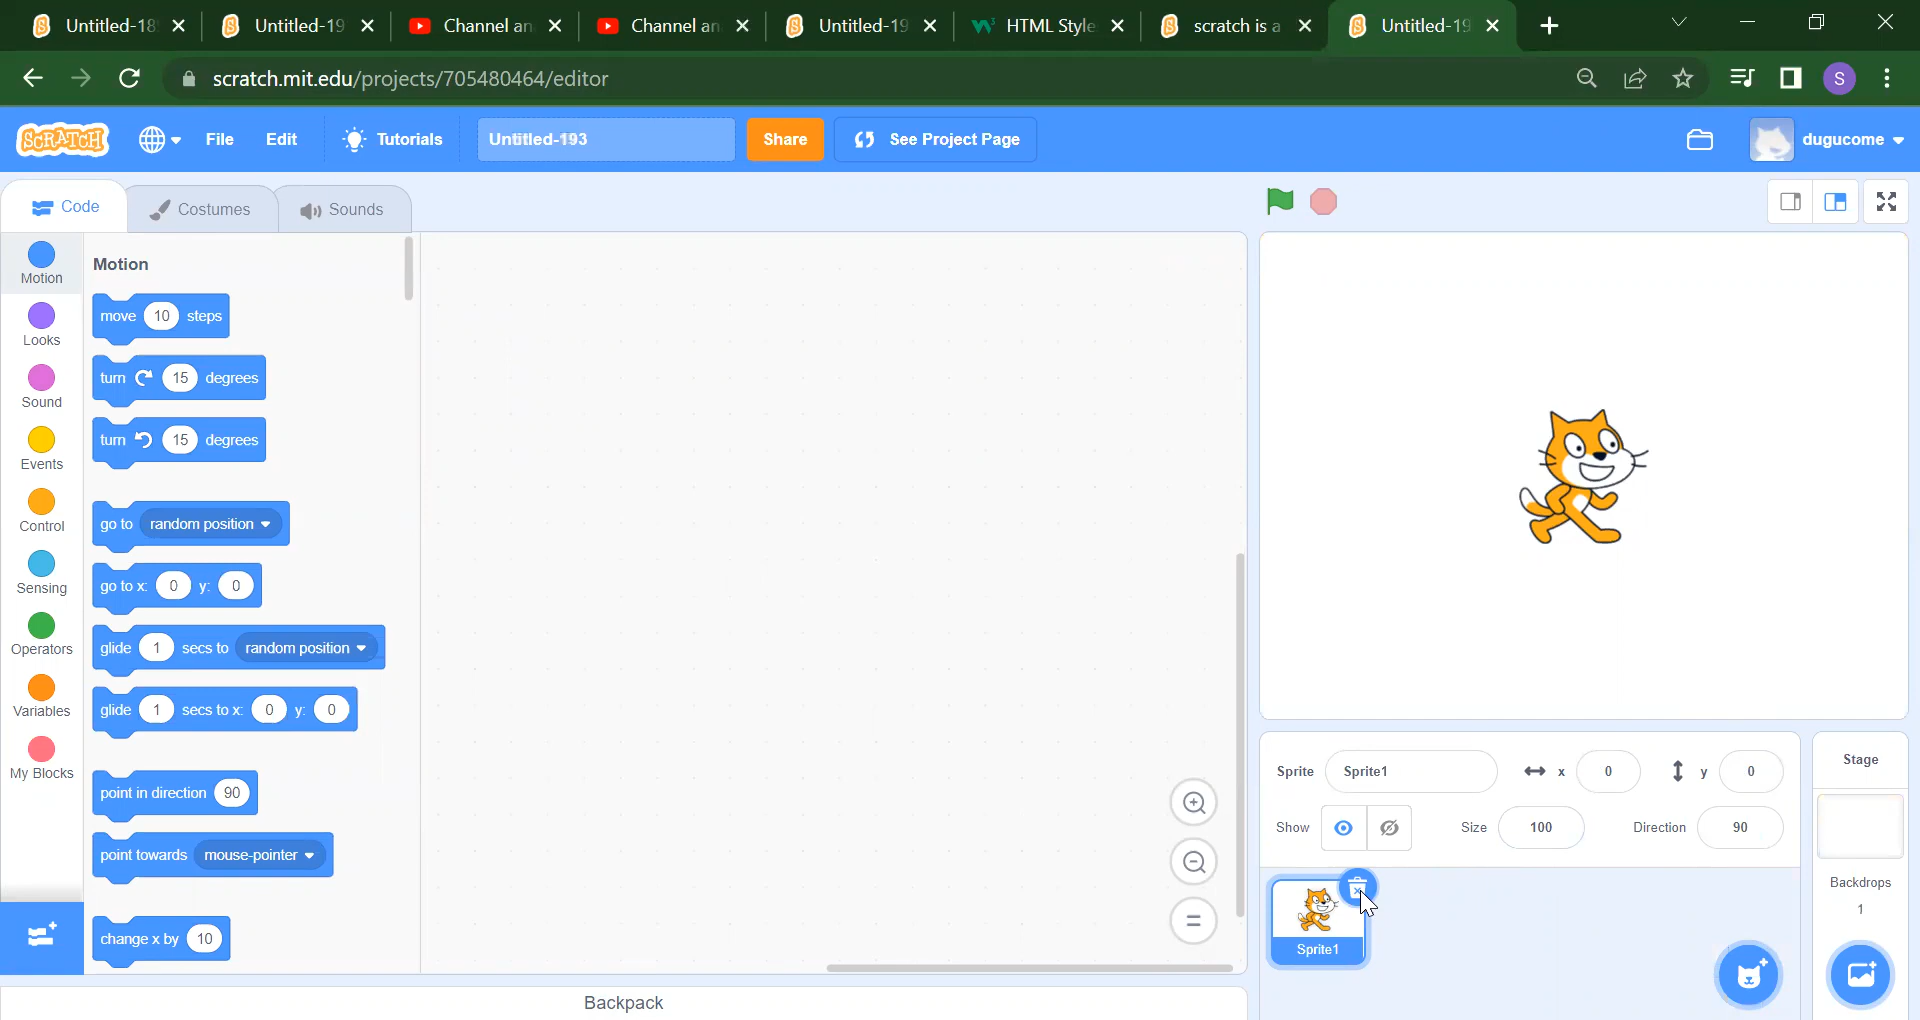 Untitled-18
Untitled-19
Channel an
Channel an
Untitled-19
HTML Style
scratch is a
Untitled-19
scratch.mit.edu/projects/705480464/editor
S
SCRATCH
File
Edit
Tutorials
Untitled-193
Share
See Project Page
dugucome
Code
Costumes
Sounds
Motion
Looks
Sound
Events
Control
Sensing
Operators
Variables
My Blocks
Motion
move 10 steps
turn 15 degrees
turn 15 degrees
go to random position
go to x: 0 y: 0
glide 1 secs to random position
glide 1 secs to x: 0 y: 0
point in direction 90
point towards mouse-pointer
change x by 10
Backpack
Sprite Sprite1 x 0 y 0
Show Size 100 Direction 90
Sprite1
Stage
Backdrops
1